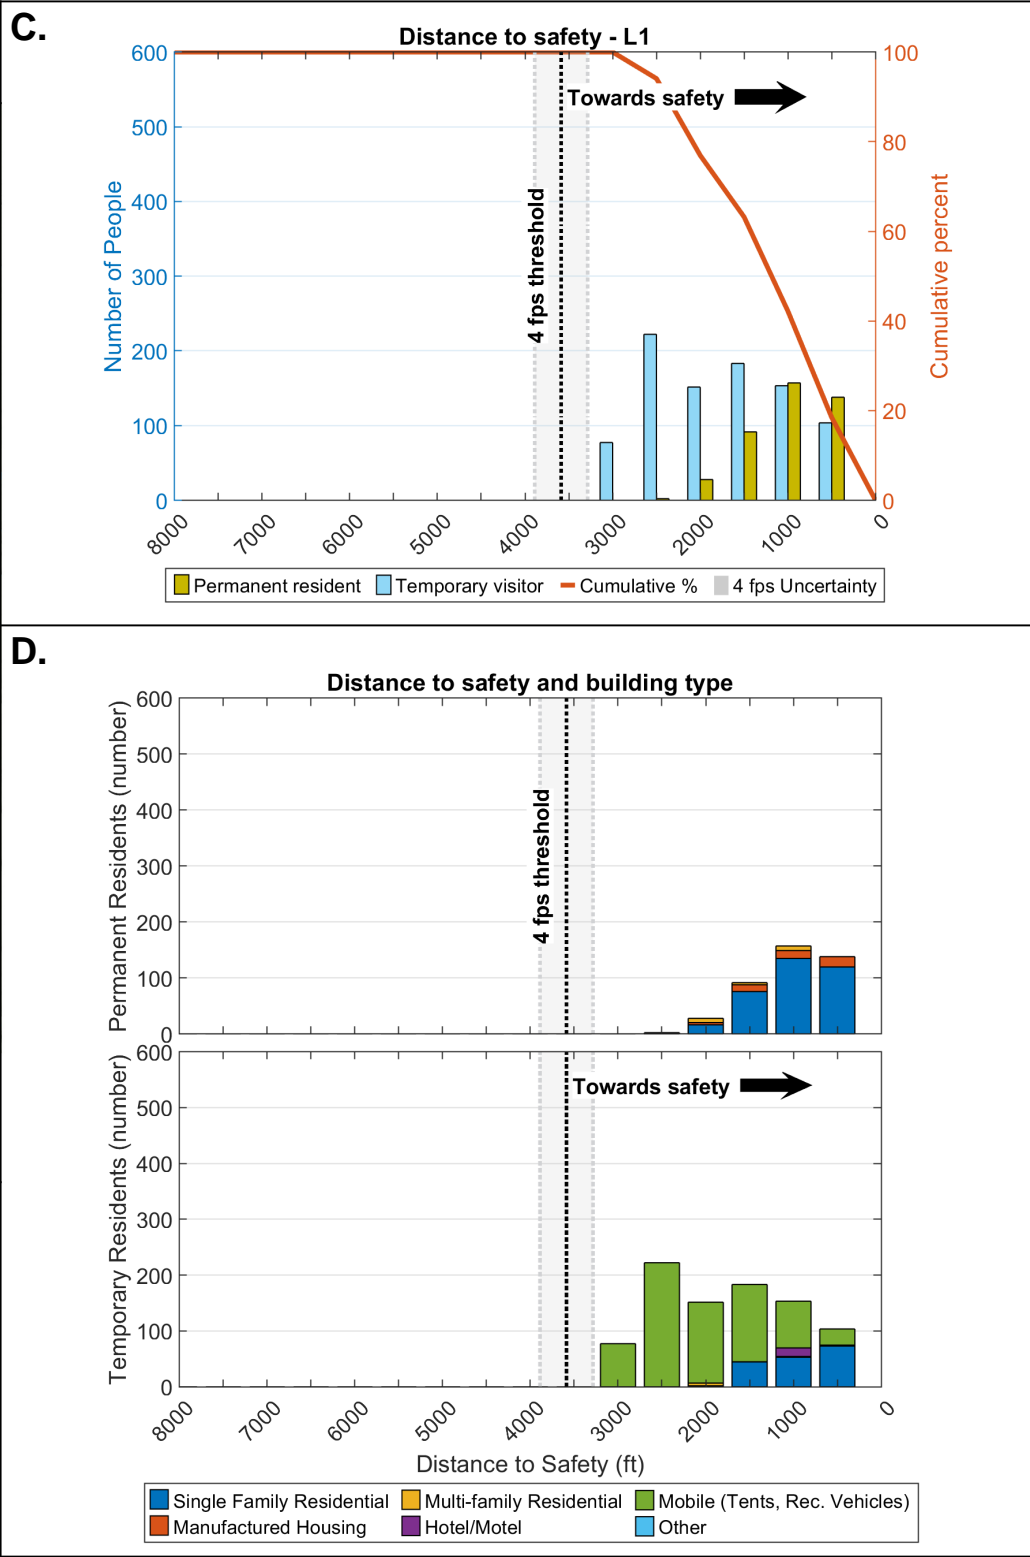 C.
Distance to safety - L1
600
500
400
300
200
100
0
Number of People
100
80
60
40
20
0
Cumulative percent
Towards safety
4 fps threshold
8000 7000 6000 5000 4000 3000 2000 1000 0
Permanent resident Temporary visitor Cumulative % 4 fps Uncertainty
D.
Distance to safety and building type
600
500
400
300
200
100
0
Permanent Residents (number)
4 fps threshold
600
500
400
300
200
100
0
Temporary Residents (number)
Towards safety
8000 7000 6000 5000 4000 3000 2000 1000 0
Distance to Safety (ft)
Single Family Residential Multi-family Residential Mobile (Tents, Rec. Vehicles)
Manufactured Housing Hotel/Motel Other